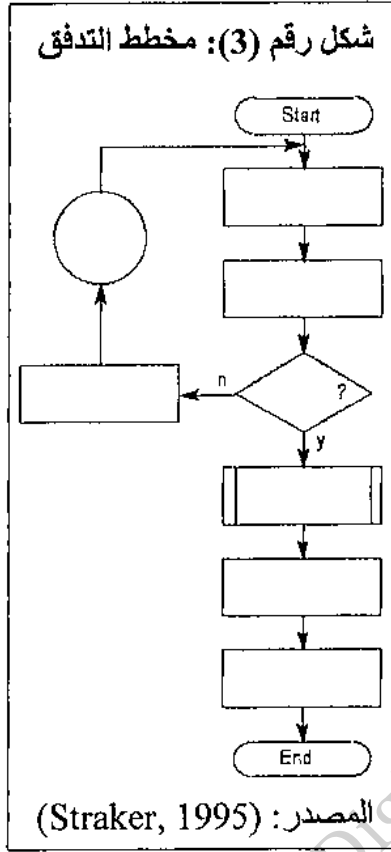 شكل رقم (3): مخطط التدفق
Start
?
n
y
End
المصدر: (Straker, 1995)